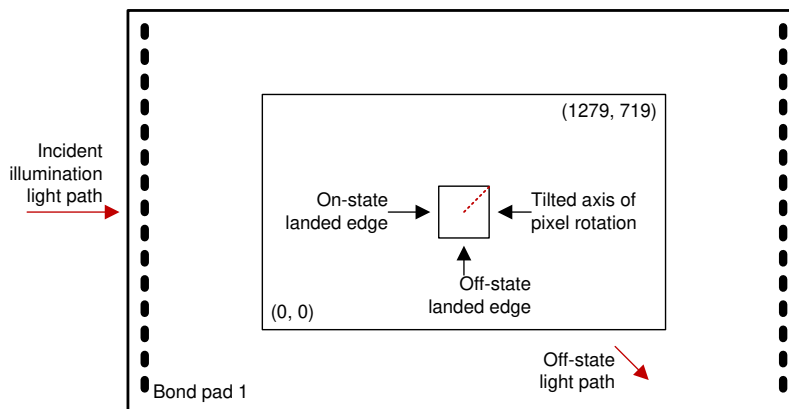 (1279, 719)
Incident
illumination
light path
On-state
landed edge
Tilted axis of
pixel rotation
Off-state
landed edge
(0, 0)
Off-state
light path
Bond pad 1